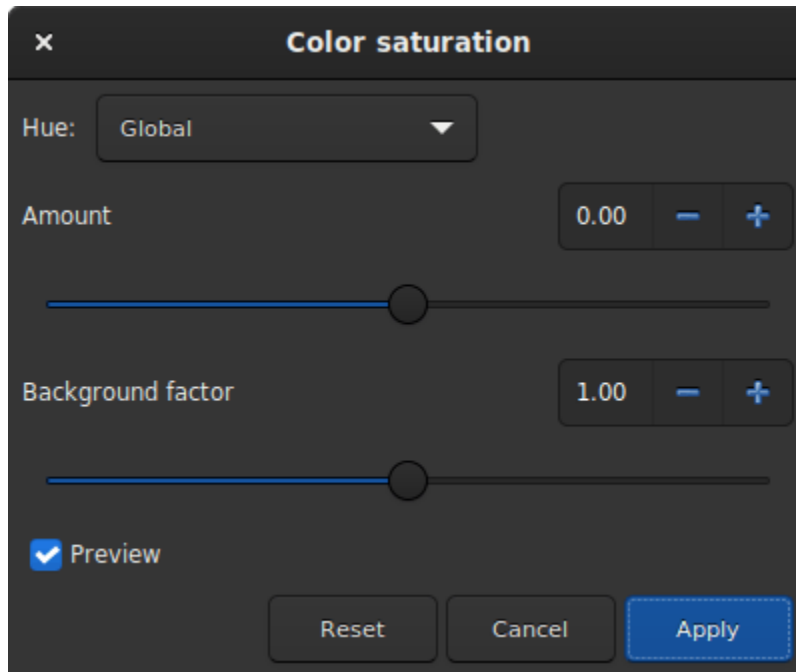 Color saturation
Hue: Global
Amount 0.00
Background factor 1.00
Preview
Reset Cancel Apply